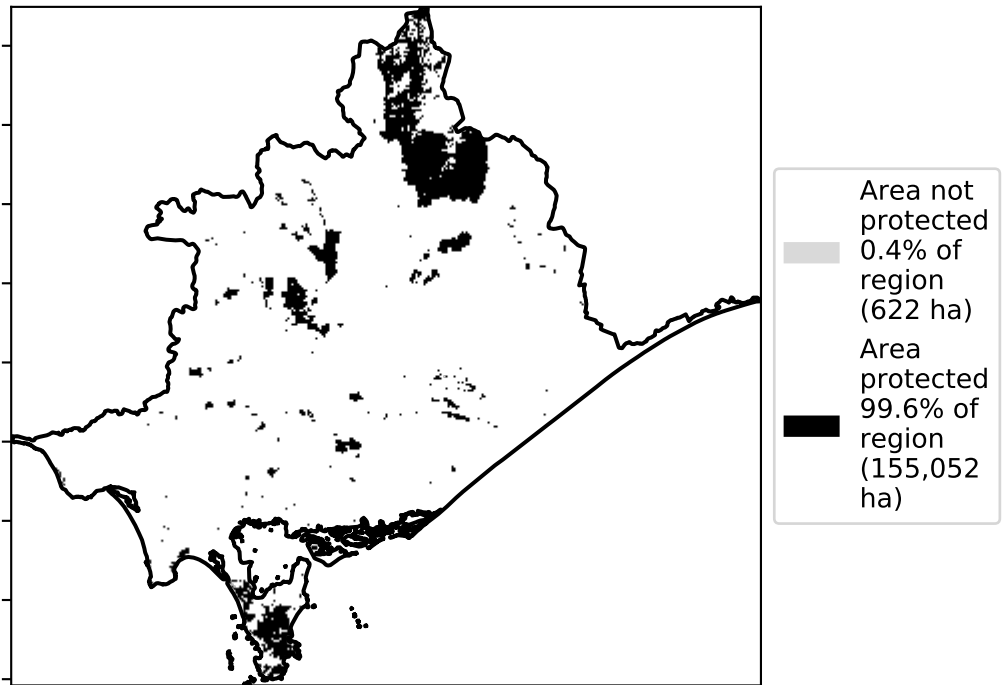 Area not
protected
0.4% of
region
(622 ha)
Area
protected
99.6% of
region
(155,052
ha)